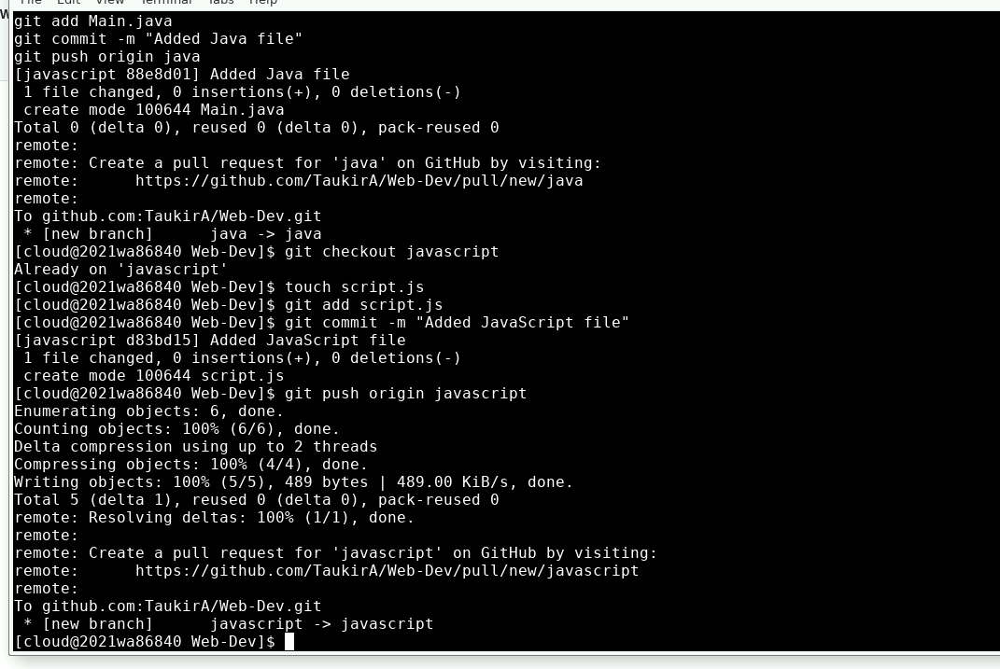 File Edit View Terminal Tabs Help
W
git add Main.java
git commit -m "Added Java file"
git push origin java
[javascript 88e8d01] Added Java file
 1 file changed, 0 insertions(+), 0 deletions(-)
 create mode 100644 Main.java
Total 0 (delta 0), reused 0 (delta 0), pack-reused 0
remote:
remote: Create a pull request for 'java' on GitHub by visiting:
remote:      https://github.com/TaukirA/Web-Dev/pull/new/java
remote:
To github.com:TaukirA/Web-Dev.git
 * [new branch]      java -> java
[cloud@2021wa86840 Web-Dev]$ git checkout javascript
Already on 'javascript'
[cloud@2021wa86840 Web-Dev]$ touch script.js
[cloud@2021wa86840 Web-Dev]$ git add script.js
[cloud@2021wa86840 Web-Dev]$ git commit -m "Added JavaScript file"
[javascript d83bd15] Added JavaScript file
 1 file changed, 0 insertions(+), 0 deletions(-)
 create mode 100644 script.js
[cloud@2021wa86840 Web-Dev]$ git push origin javascript
Enumerating objects: 6, done.
Counting objects: 100% (6/6), done.
Delta compression using up to 2 threads
Compressing objects: 100% (4/4), done.
Writing objects: 100% (5/5), 489 bytes | 489.00 KiB/s, done.
Total 5 (delta 1), reused 0 (delta 0), pack-reused 0
remote: Resolving deltas: 100% (1/1), done.
remote:
remote: Create a pull request for 'javascript' on GitHub by visiting:
remote:      https://github.com/TaukirA/Web-Dev/pull/new/javascript
remote:
To github.com:TaukirA/Web-Dev.git
 * [new branch]      javascript -> javascript
[cloud@2021wa86840 Web-Dev]$